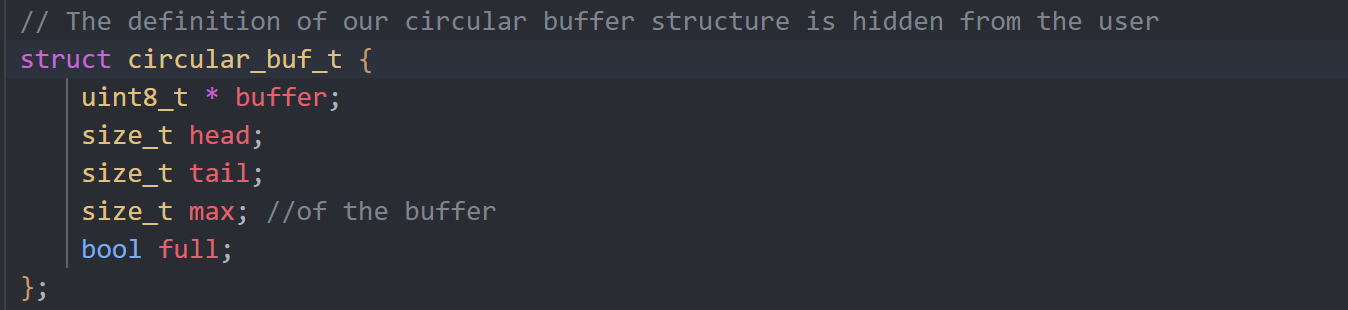 // The definition of our circular buffer structure is hidden from the user
struct circular_buf_t {
    uint8_t * buffer;
    size_t head;
    size_t tail;
    size_t max; //of the buffer
    bool full;
};